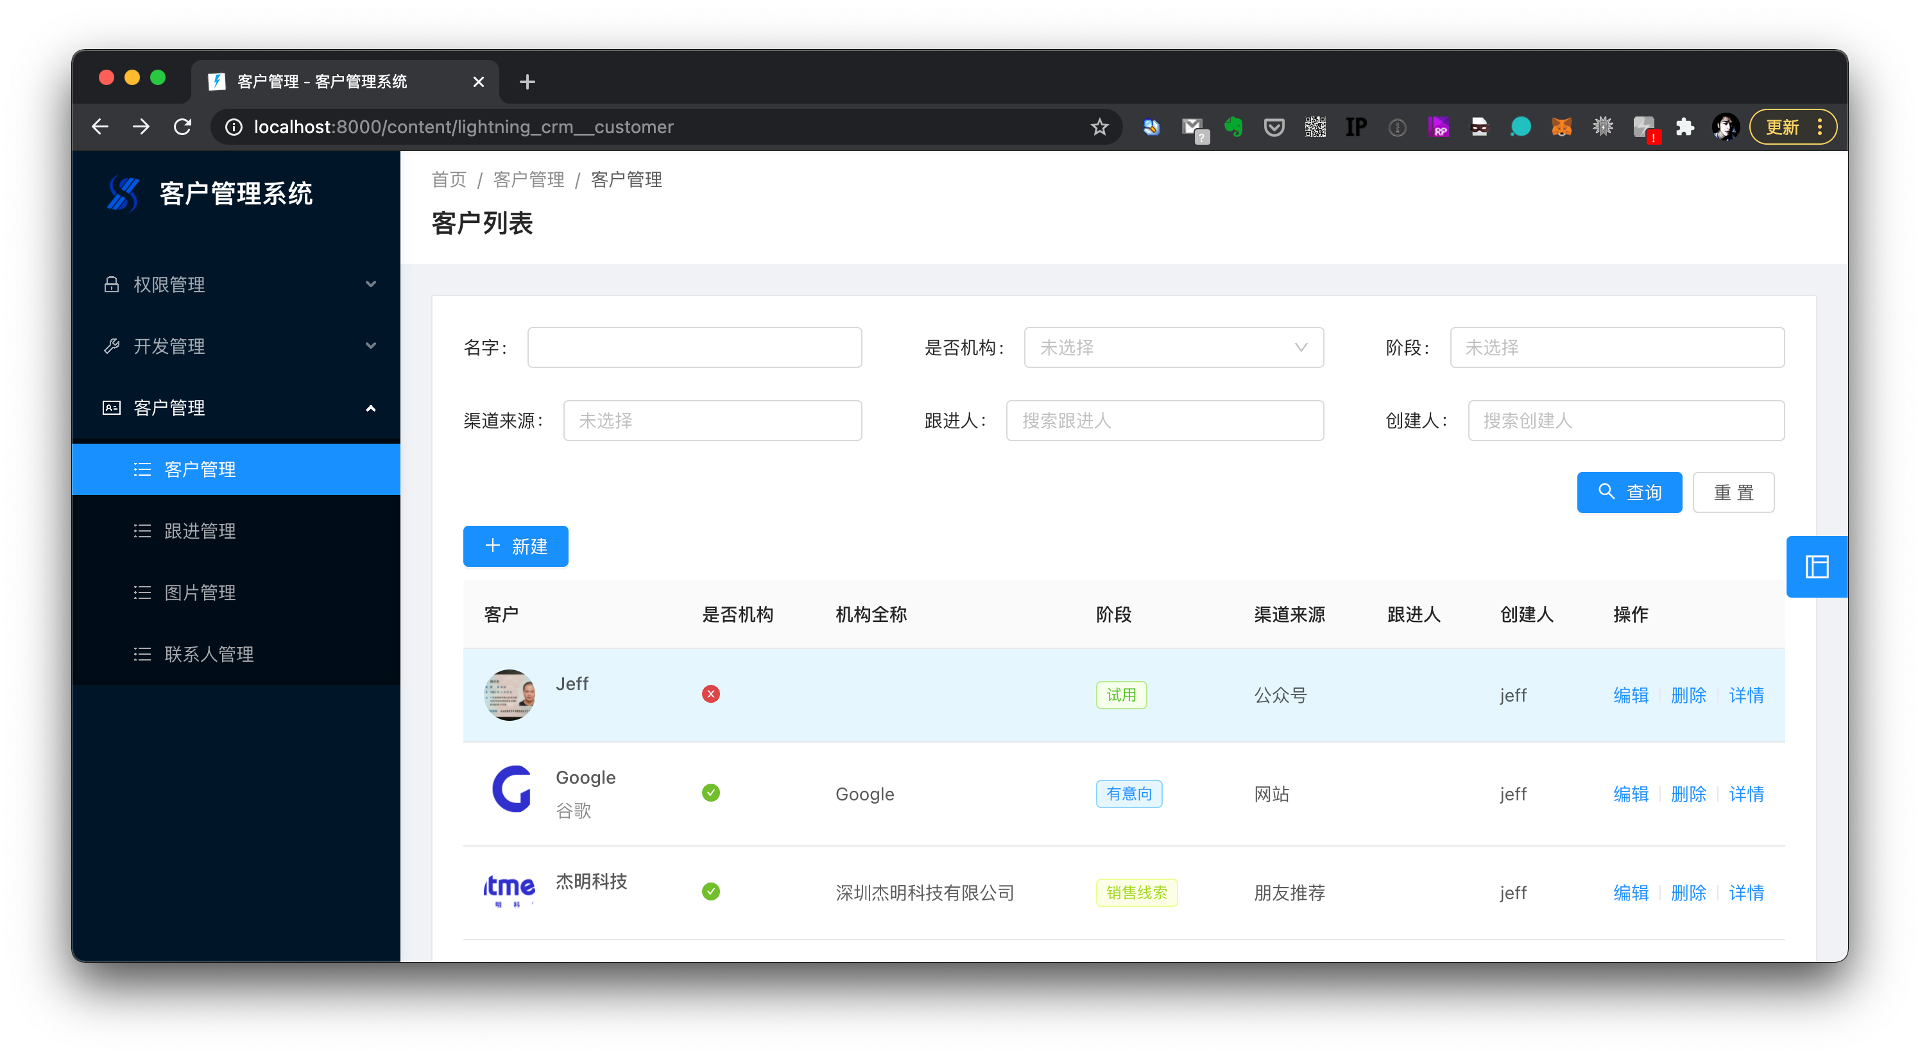 客户管理 - 客户管理系统
localhost:8000/content/lightning_crm__customer
?
IP
RP
!
更新
客户管理系统
首页 / 客户管理 / 客户管理
客户列表
权限管理
开发管理
客户管理
客户管理
跟进管理
图片管理
联系人管理
名字:
是否机构: 未选择
阶段: 未选择
渠道来源: 未选择
跟进人: 搜索跟进人
创建人: 搜索创建人
查询
重 置
新建
客户 是否机构 机构全称 阶段 渠道来源 跟进人 创建人 操作
Jeff 试用 公众号 jeff 编辑 删除 详情
Google
谷歌
Google 有意向 网站 jeff 编辑 删除 详情
tme
明 科
杰明科技 深圳杰明科技有限公司 销售线索 朋友推荐 jeff 编辑 删除 详情